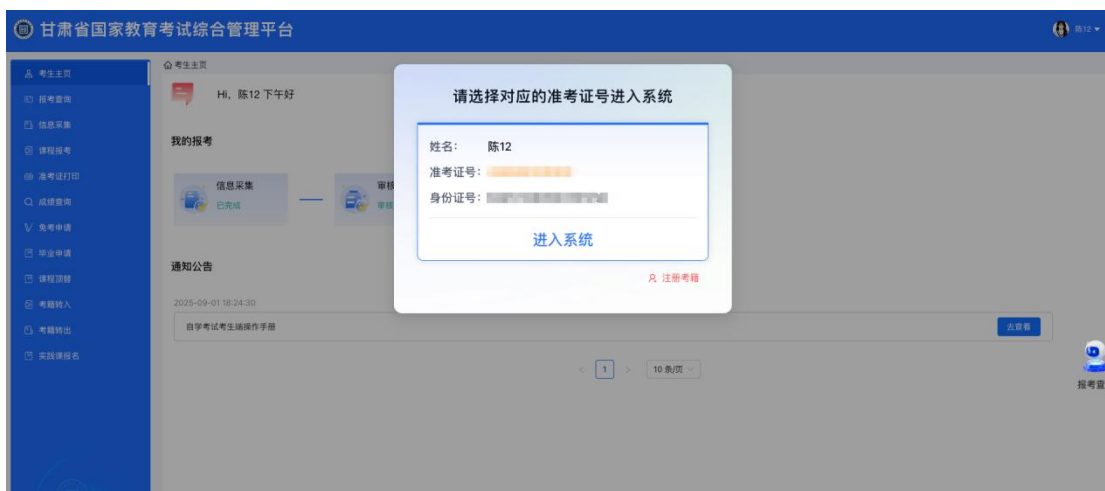 甘肃省国家教育考试综合管理平台
陈12
考生主页
报考查询
信息采集
课程报考
准考证打印
成绩查询
免考申请
毕业申请
课程顶替
考籍转入
考籍转出
实践课报名
考生主页
Hi，陈12 下午好
我的报考
信息采集
已完成
审核
审核
通知公告
2025-09-01 18:24:30
自学考试考生端操作手册
去查看
1
10 条/页
报考查
请选择对应的准考证号进入系统
姓名： 陈12
准考证号：
身份证号：
进入系统
注册考籍